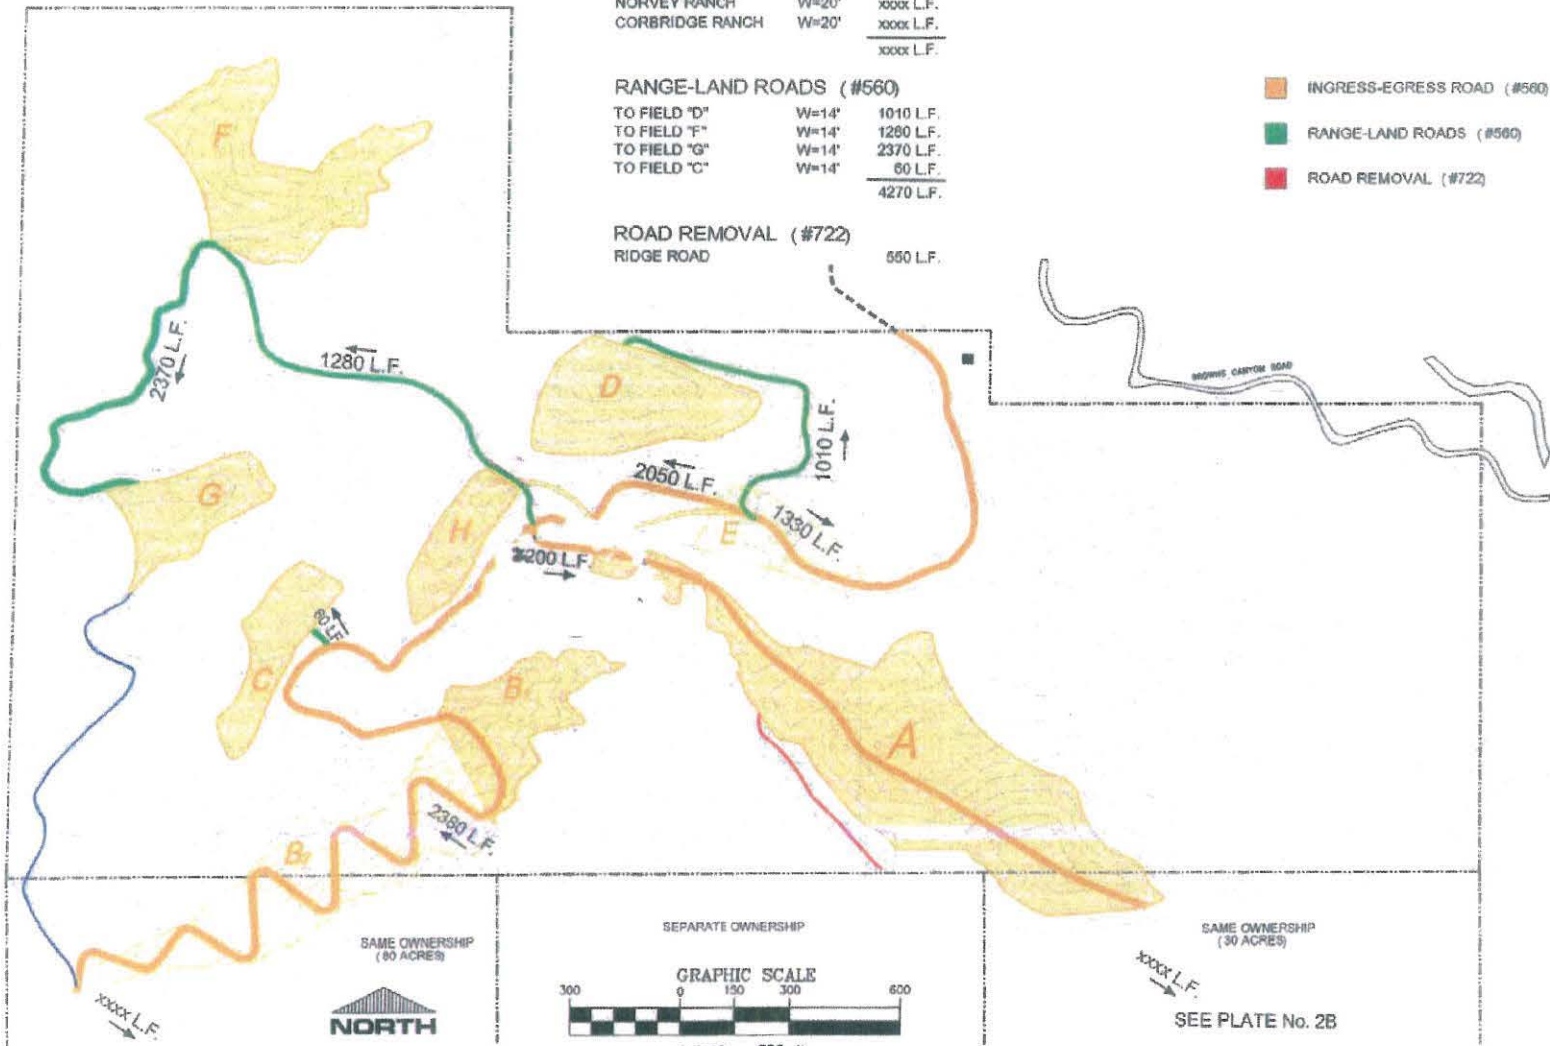 NORVEY RANCH W=20' xxxx L.F.
CORBRIDGE RANCH W=20' xxxx L.F.
xxxx L.F.
RANGE-LAND ROADS (#560)
TO FIELD "D" W=14' 1010 L.F.
TO FIELD "F" W=14' 1280 L.F.
TO FIELD "G" W=14' 2370 L.F.
TO FIELD "C" W=14' 60 L.F.
4270 L.F.
ROAD REMOVAL (#722)
RIDGE ROAD 550 L.F.
INGRESS-EGRESS ROAD (#560)
RANGE-LAND ROADS (#560)
ROAD REMOVAL (#722)
F
2370 L.F.
1280 L.F.
D
BROWNS CANYON ROAD
1010 L.F.
2050 L.F.
G
H
E
1330 L.F.
200 L.F.
60 L.F.
C
B
A
2380 L.F.
B
SAME OWNERSHIP
(80 ACRES)
SEPARATE OWNERSHIP
SAME OWNERSHIP
(30 ACRES)
xxxx L.F.
xxxx L.F.
NORTH
GRAPHIC SCALE
300 0 150 300 600
SEE PLATE No. 2B